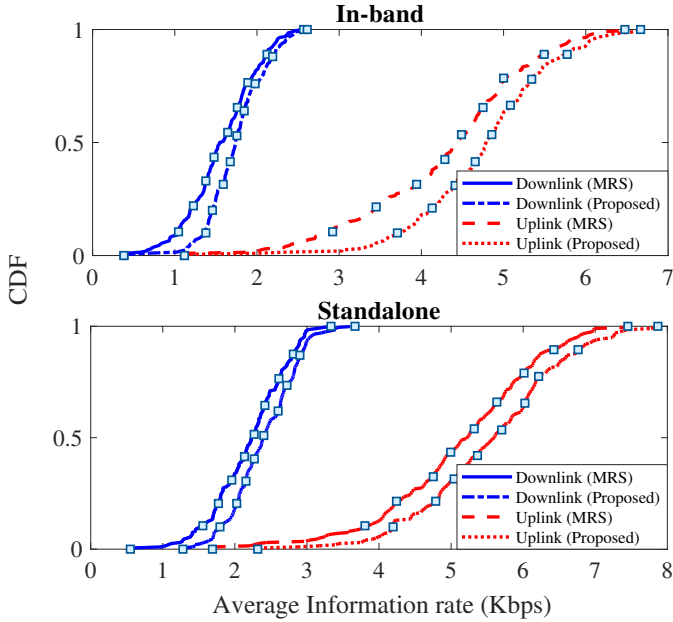 In-band
1
0.5
0
0 1 2 3 4 5 6 7
Downlink (MRS)
Downlink (Proposed)
Uplink (MRS)
Uplink (Proposed)
CDF
Standalone
1
0.5
0
0 1 2 3 4 5 6 7 8
Downlink (MRS)
Downlink (Proposed)
Uplink (MRS)
Uplink (Proposed)
Average Information rate (Kbps)